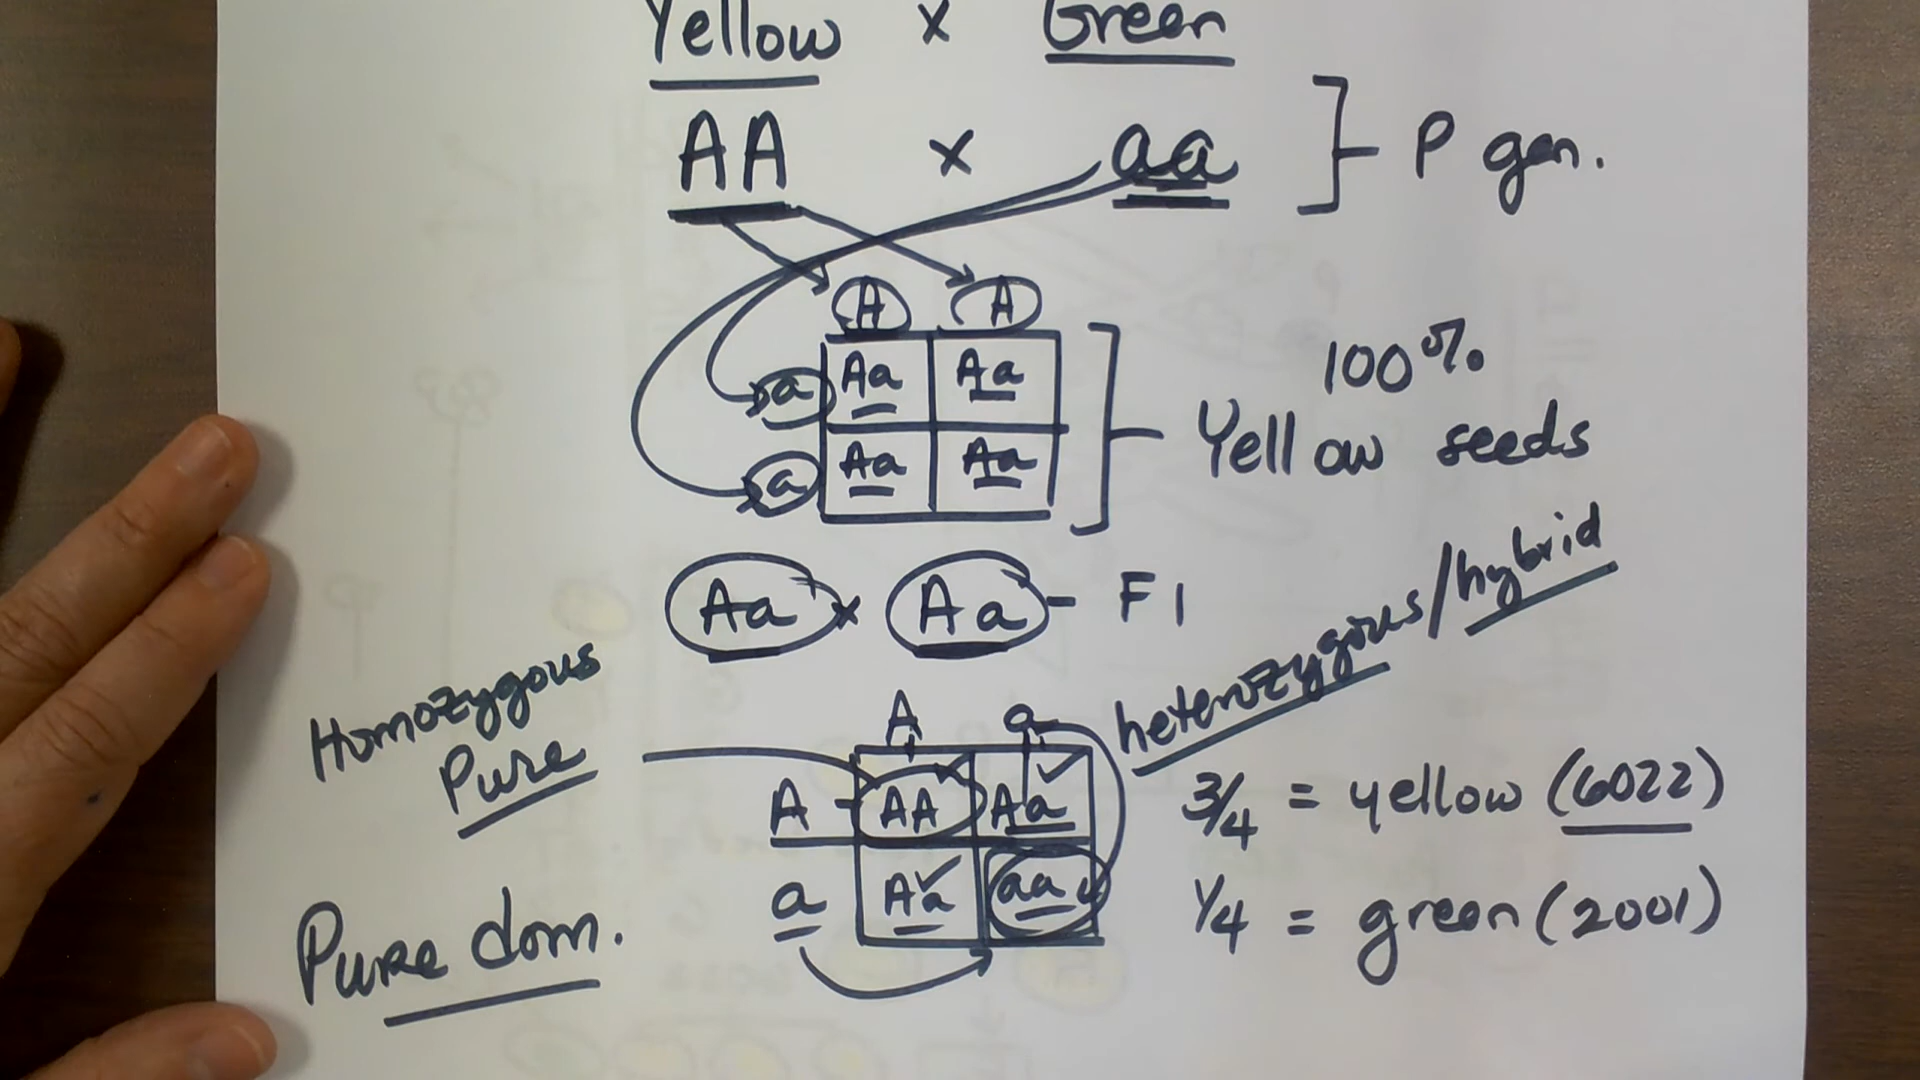 Yellow x Green
AA x aa P gen.
A A
a Aa Aa
a Aa Aa
100%
Yellow seeds
Aa x Aa - F1
Homozygous
Pure
heterozygous/hybrid
A a
A AA Aa
a Aa aa
3/4 = yellow (6022)
1/4 = green (2001)
Pure dom.